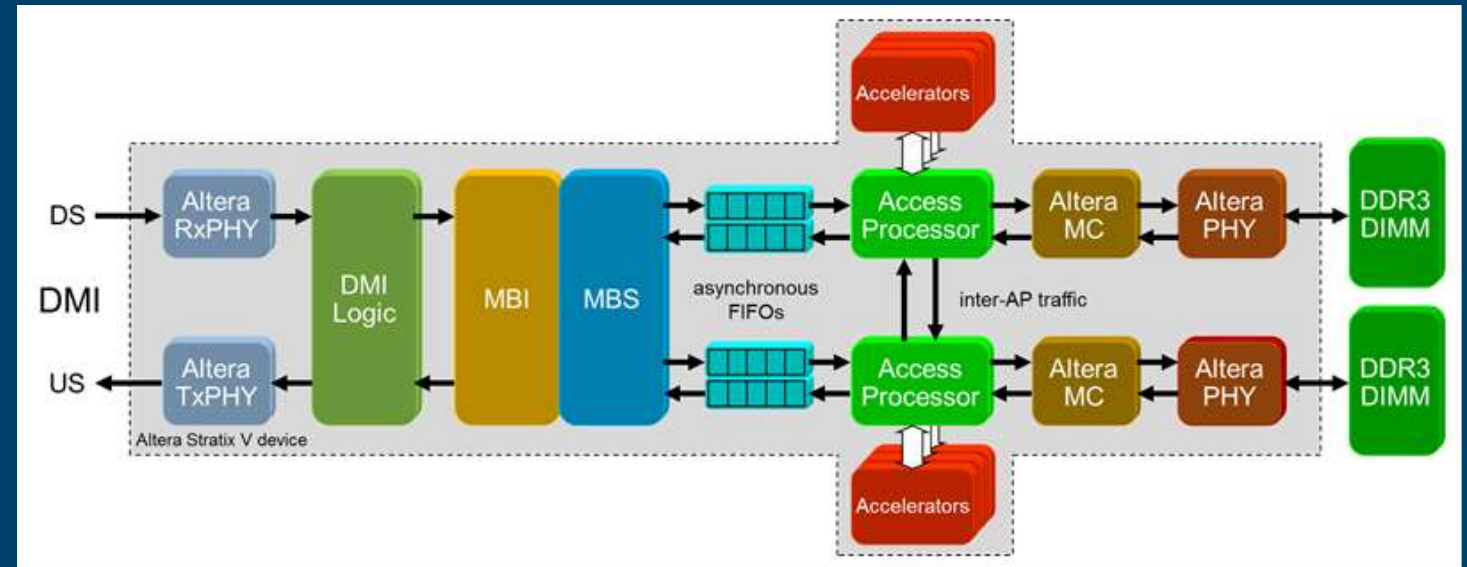 Accelerators
DS
Altera
RxPHY
DMI
Logic
MBI
MBS
asynchronous
FIFOs
Access
Processor
Altera
MC
Altera
PHY
DDR3
DIMM
DMI
inter-AP traffic
US
Altera
TxPHY
Access
Processor
Altera
MC
Altera
PHY
DDR3
DIMM
Altera Stratix V device
Accelerators